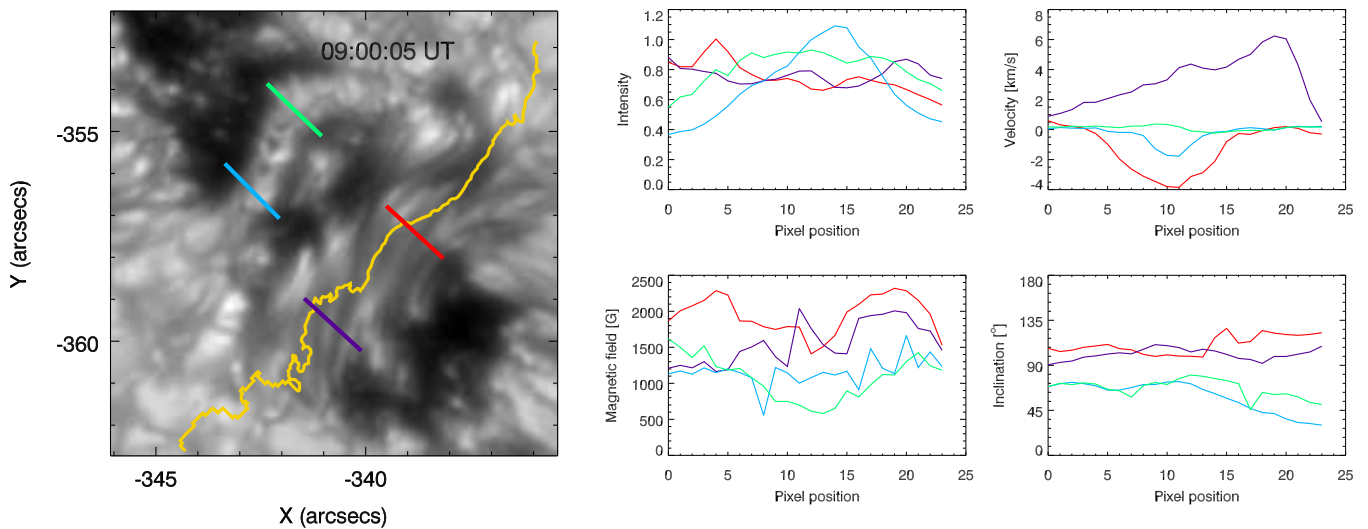 09:00:05 UT
Y (arcsecs)
-355
-360
-345
-340
X (arcsecs)
Intensity
1.2
1.0
0.8
0.6
0.4
0.2
0.0
0 5 10 15 20 25
Pixel position
Velocity [km/s]
8
6
4
2
0
-2
-4
0 5 10 15 20 25
Pixel position
Magnetic field [G]
2500
2000
1500
1000
500
0
0 5 10 15 20 25
Pixel position
Inclination [°]
180
135
90
45
0
0 5 10 15 20 25
Pixel position